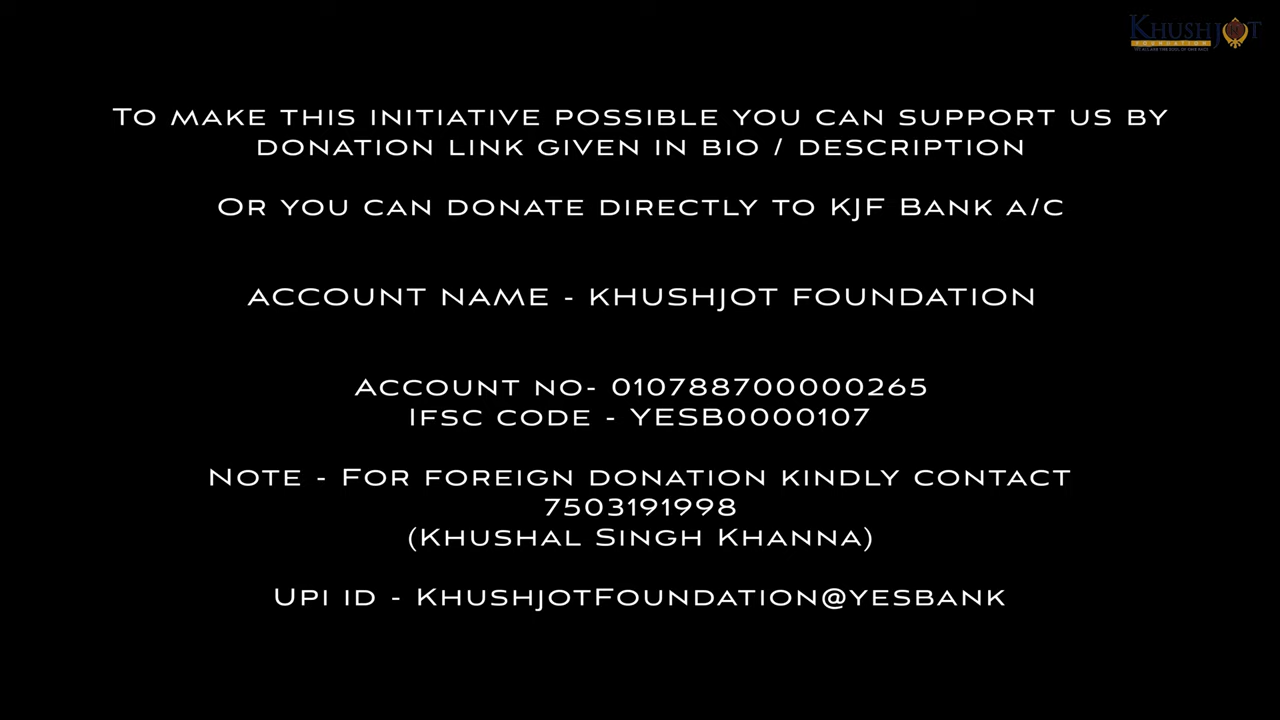 KHUSHJOT
FOUNDATION
To make this initiative possible you can support us by
donation link given in bio / description
Or you can donate directly to KJF Bank a/c
ACCOUNT NAME - KHUSHJOT FOUNDATION
Account no- 010788700000265
Ifsc code - YESB0000107
Note - For foreign donation kindly contact
7503191998
(Khushal Singh Khanna)
Upi id - KhushjotFoundation@yesbank